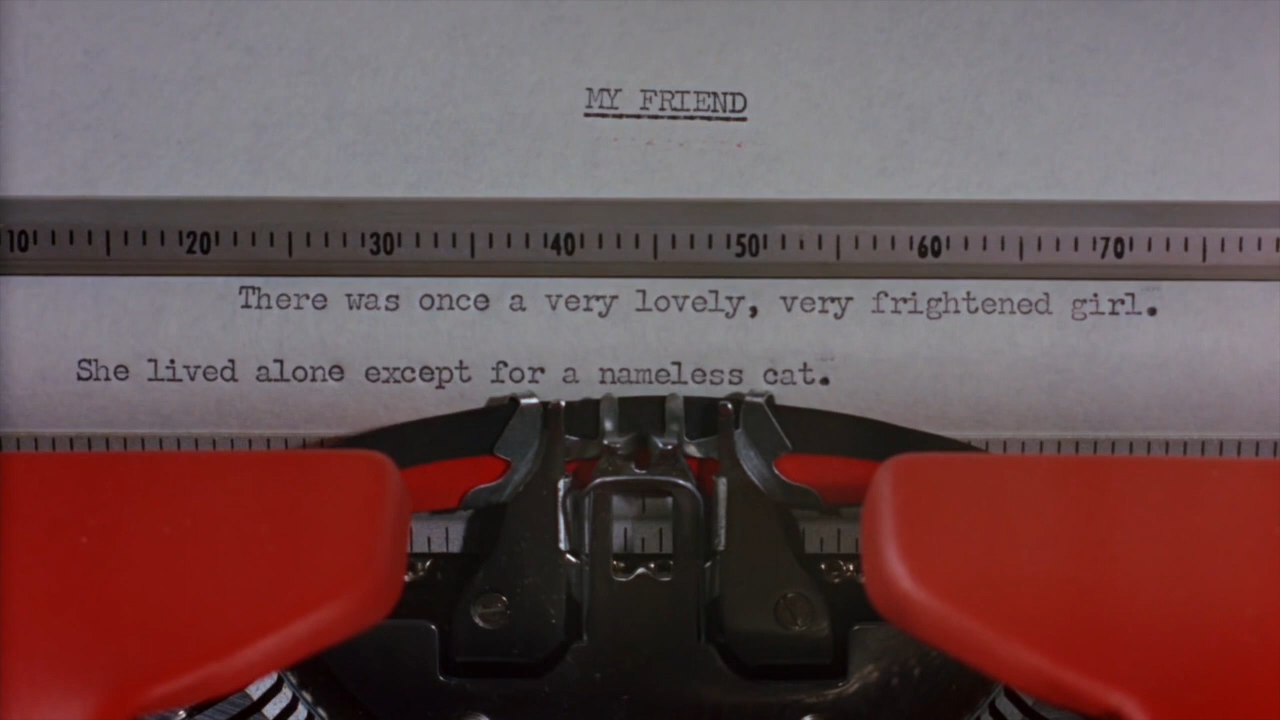 MY FRIEND
10 20 30 40 50 60 70
There was once a very lovely, very frightened girl.
She lived alone except for a nameless cat.